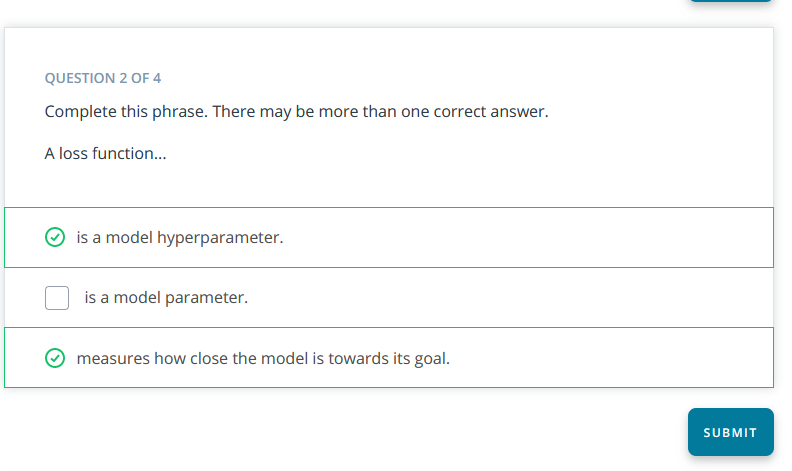 QUESTION 2 OF 4
Complete this phrase. There may be more than one correct answer.
A loss function...
is a model hyperparameter.
is a model parameter.
measures how close the model is towards its goal.
SUBMIT